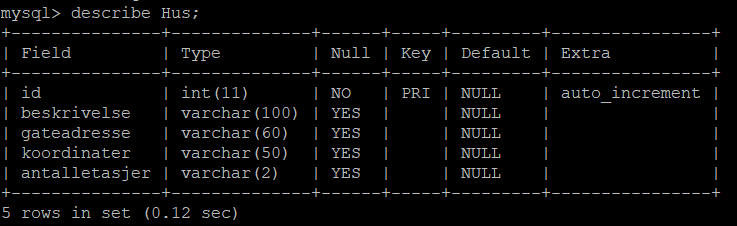 mysql> describe Hus;
+---------------+--------------+------+-----+---------+----------------+
| Field         | Type         | Null | Key | Default | Extra          |
+---------------+--------------+------+-----+---------+----------------+
| id            | int(11)      | NO   | PRI | NULL    | auto_increment |
| beskrivelse   | varchar(100) | YES  |     | NULL    |                |
| gateadresse   | varchar(60)  | YES  |     | NULL    |                |
| koordinater   | varchar(50)  | YES  |     | NULL    |                |
| antalletasjer | varchar(2)   | YES  |     | NULL    |                |
+---------------+--------------+------+-----+---------+----------------+
5 rows in set (0.12 sec)